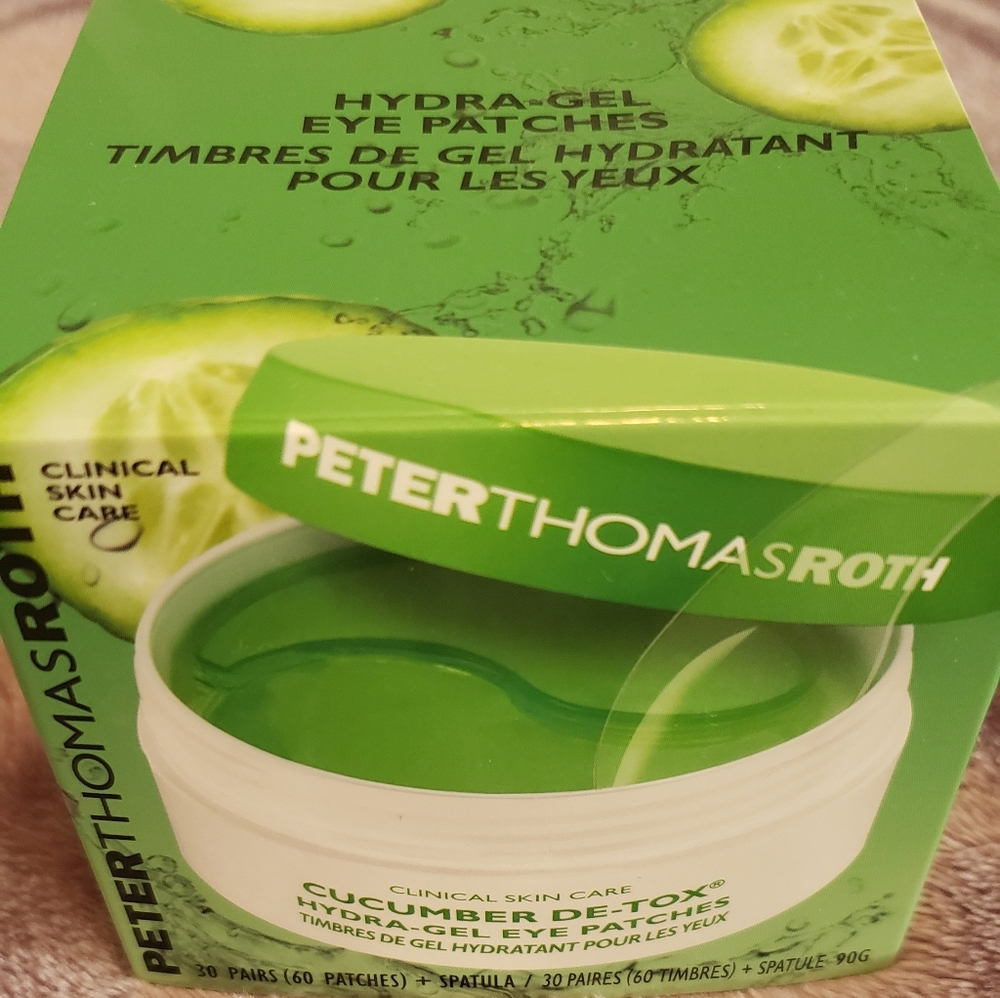 HYDRA-GEL
EYE PATCHES
TIMBRES DE GEL HYDRATANT
POUR LES YEUX
CLINICAL
SKIN
CARE
PETERTHOMASROTH
PETERTHOMASROTH
CLINICAL SKIN CARE
CUCUMBER DE-TOX®
HYDRA-GEL EYE PATCHES
TIMBRES DE GEL HYDRATANT POUR LES YEUX
30 PAIRS (60 PATCHES) + SPATULA / 30 PAIRES (60 TIMBRES) + SPATULE 90G